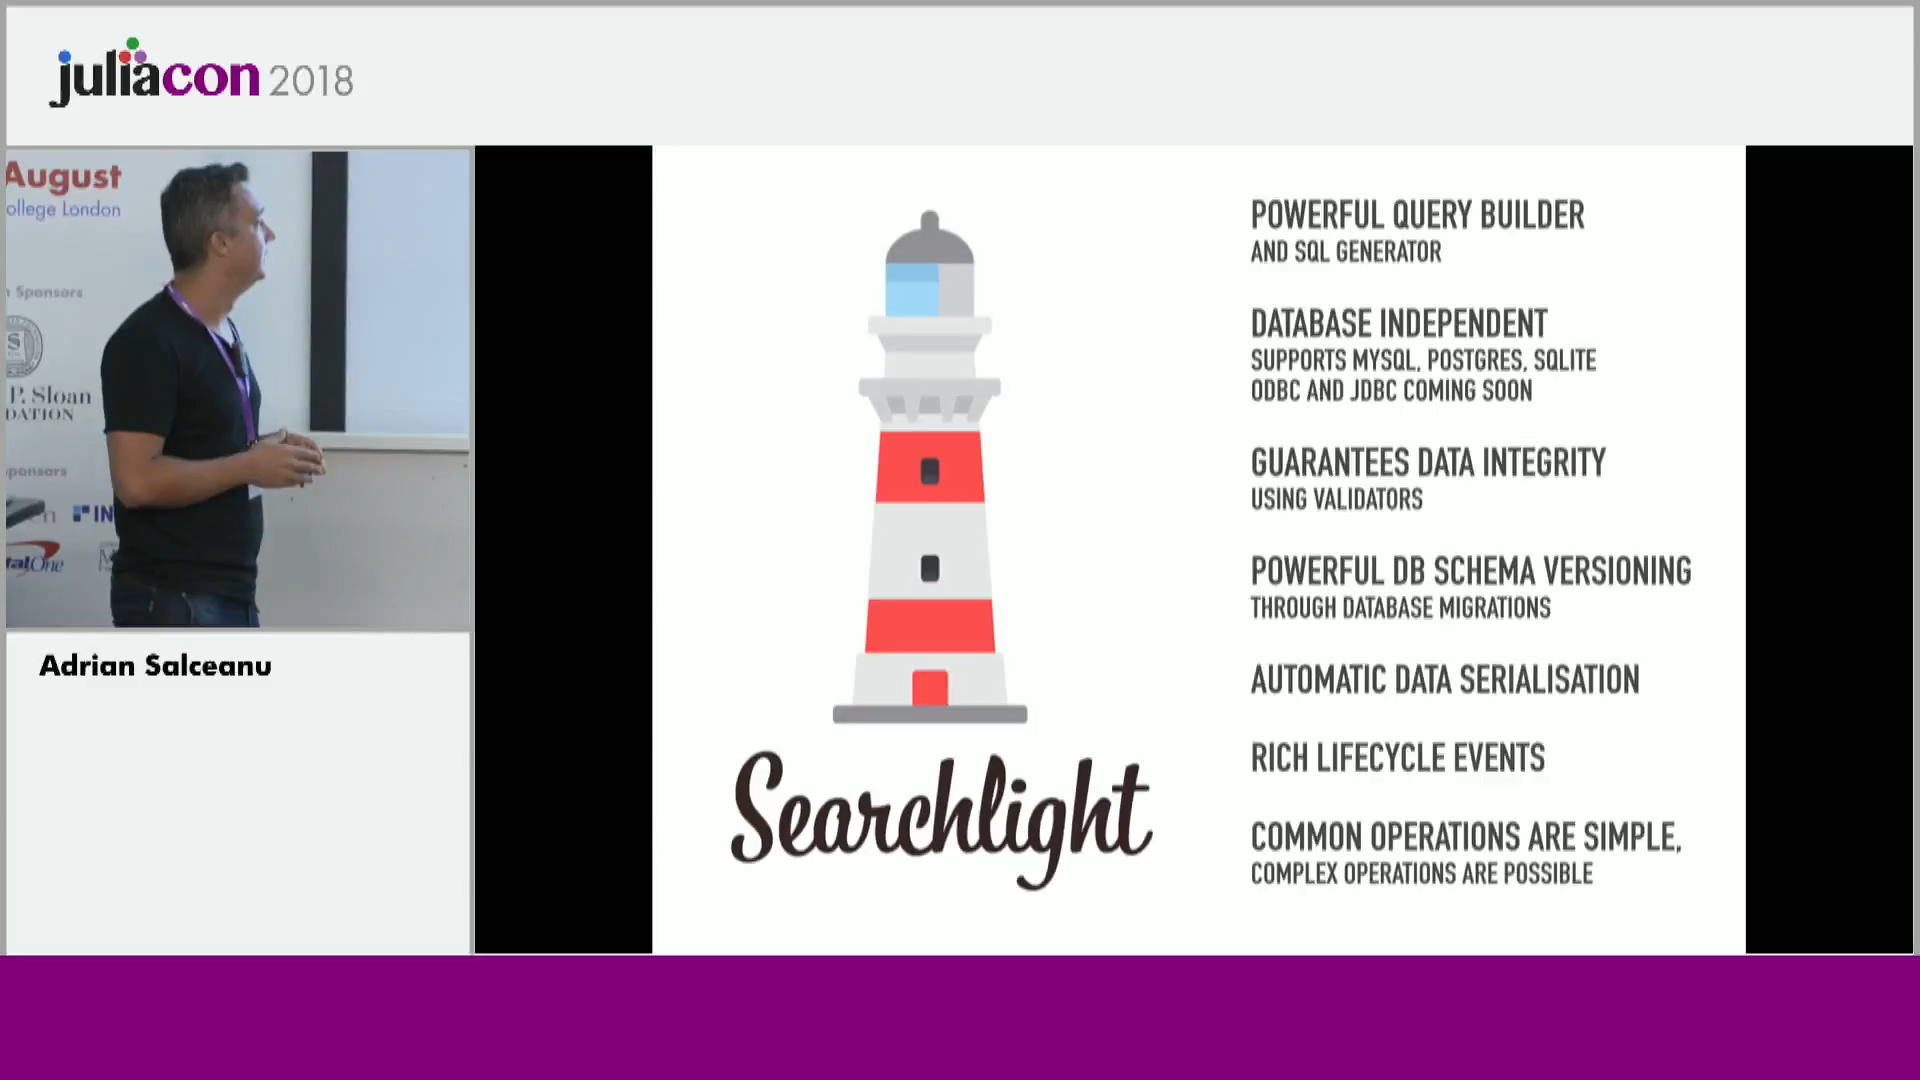 juliacon 2018
August
ollege London
Sponsors
P. Sloan
DATION
ponsors
IN
talOne
Adrian Salceanu
Searchlight
POWERFUL QUERY BUILDER
AND SQL GENERATOR
DATABASE INDEPENDENT
SUPPORTS MYSQL, POSTGRES, SQLITE
ODBC AND JDBC COMING SOON
GUARANTEES DATA INTEGRITY
USING VALIDATORS
POWERFUL DB SCHEMA VERSIONING
THROUGH DATABASE MIGRATIONS
AUTOMATIC DATA SERIALISATION
RICH LIFECYCLE EVENTS
COMMON OPERATIONS ARE SIMPLE,
COMPLEX OPERATIONS ARE POSSIBLE